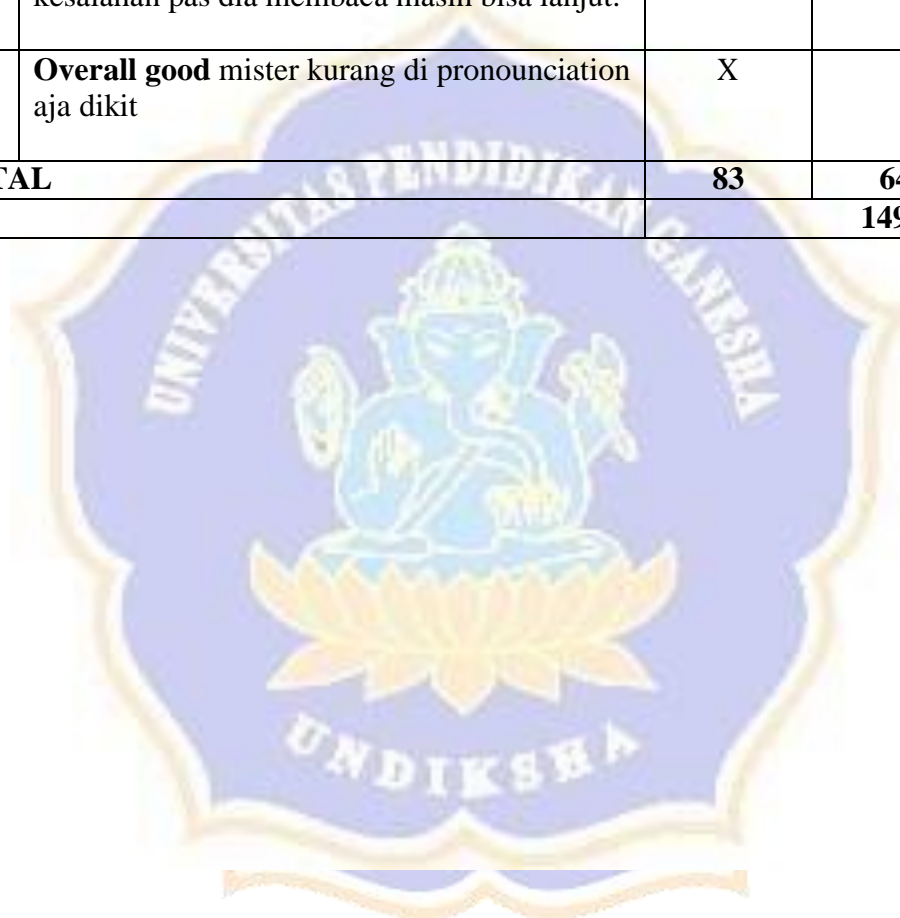 kesalahan pas dia membaca masih bisa lanjut.
Overall good mister kurang di pronounciation X
aja dikit
TAL 83 64
149
UNIVERSITAS PENDIDIKAN GANESHA
UNDIKSHA